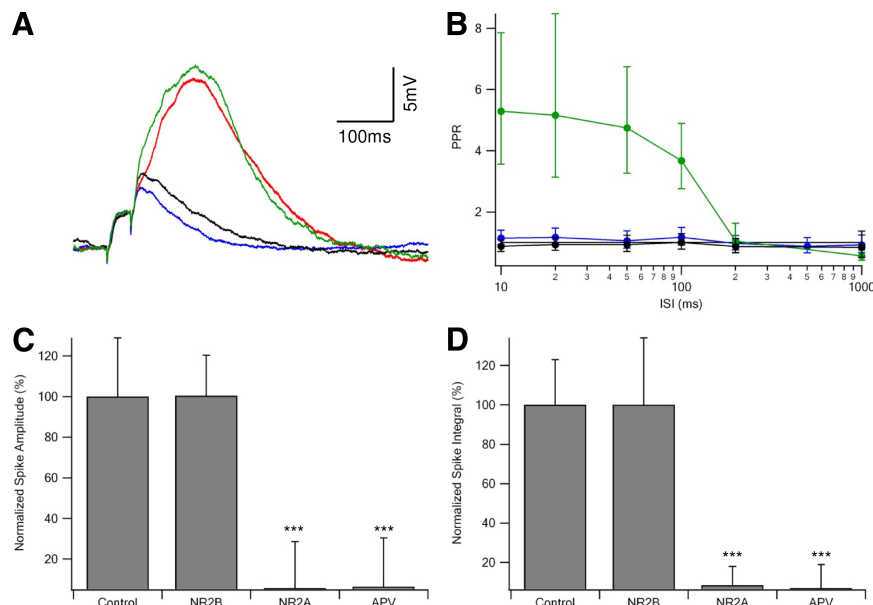 A
5mV
100ms
B
8
6
4
2
PPR
10
2
3
4
5
6
7
8
9
100
2
3
4
5
6
7
8
9
1000
ISI (ms)
C
Normalized Spike Amplitude (%)
120
100
80
60
40
20
***
***
Control
NR2B
NR2A
APV
D
Normalized Spike Integral (%)
120
100
80
60
40
20
***
***
Control
NR2B
NR2A
APV